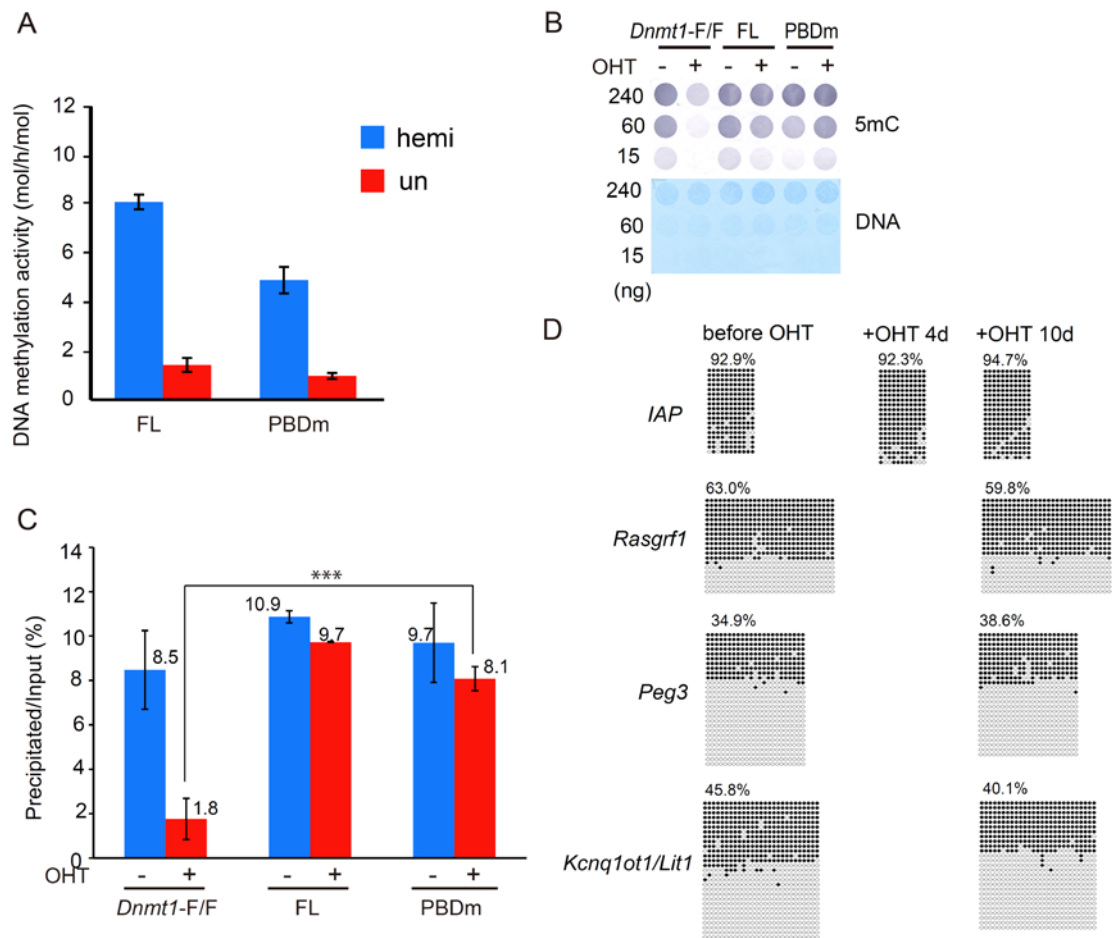 A
DNA methylation activity (mol/h/mol)
12
10
8
6
4
2
0
hemi
un
FL
PBDm
B
Dnmt1-F/F FL PBDm
OHT - + - + - +
240
60
15
5mC
240
60
15
DNA
(ng)
C
Precipitated/Input (%)
14
12
10
8
6
4
2
0
***
8.5
1.8
10.9
9.7
9.7
8.1
OHT - + - + - +
Dnmt1-F/F FL PBDm
D
before OHT +OHT 4d +OHT 10d
92.9% 92.3% 94.7%
IAP
63.0% 59.8%
Rasgrf1
34.9% 38.6%
Peg3
45.8% 40.1%
Kcnq1ot1/Lit1